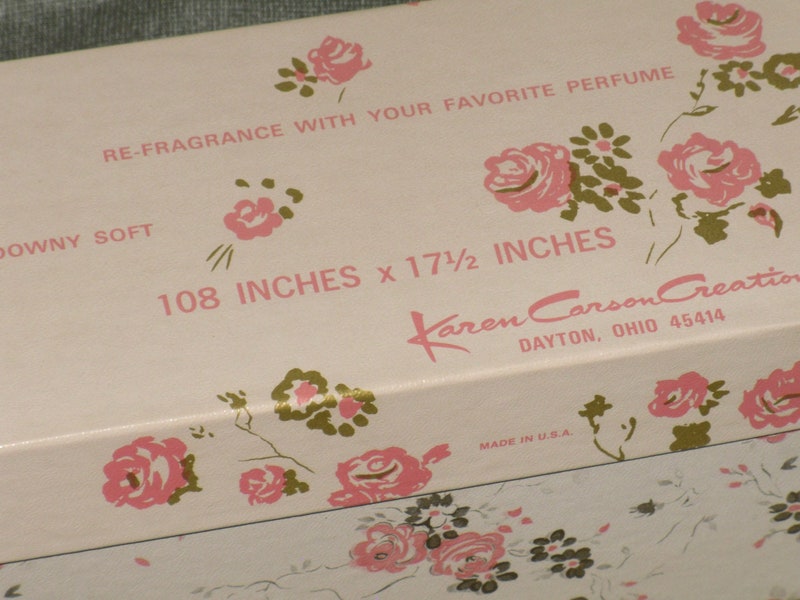 RE-FRAGRANCE WITH YOUR FAVORITE PERFUME
DOWNY SOFT
108 INCHES x 17½ INCHES
Karen Carson Creation
DAYTON, OHIO 45414
MADE IN U.S.A.